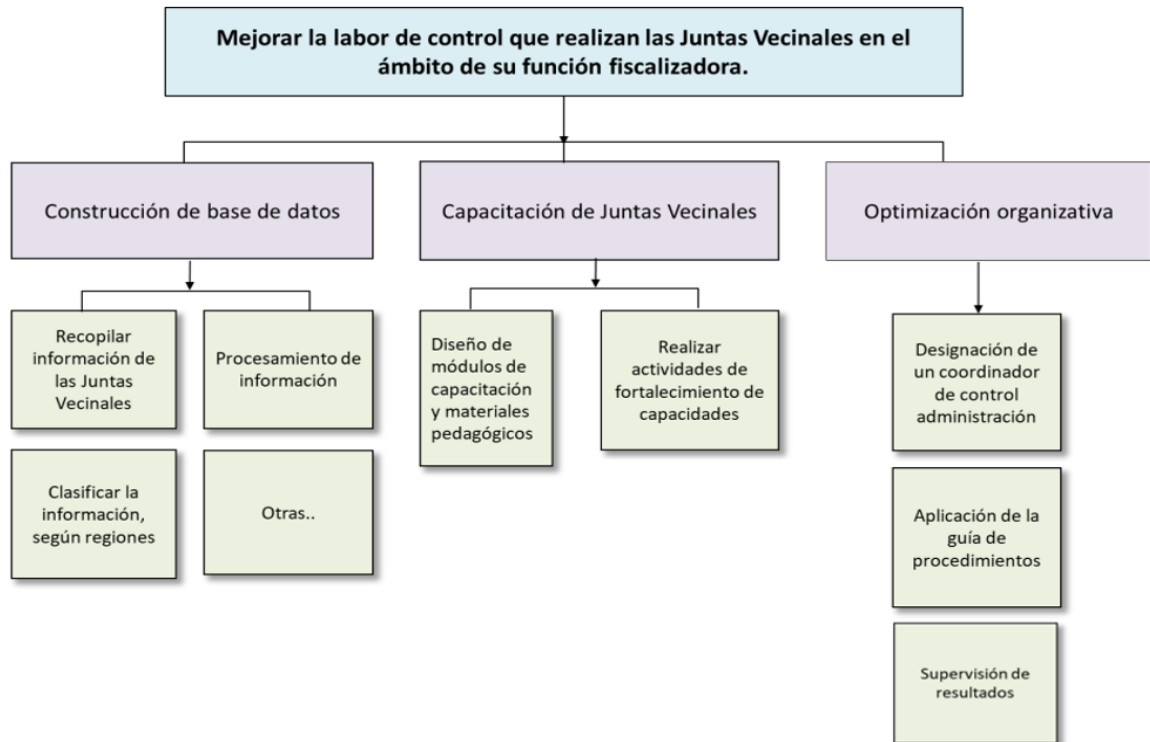 Mejorar la labor de control que realizan las Juntas Vecinales en el
ámbito de su función fiscalizadora.
Construcción de base de datos
Capacitación de Juntas Vecinales
Optimización organizativa
Recopilar
información de
las Juntas
Vecinales
Procesamiento de
información
Diseño de
módulos de
capacitación
y materiales
pedagógicos
Realizar
actividades de
fortalecimiento de
capacidades
Designación de
un coordinador
de control
administración
Clasificar la
información,
según regiones
Otras..
Aplicación de la
guía de
procedimientos
Supervisión de
resultados